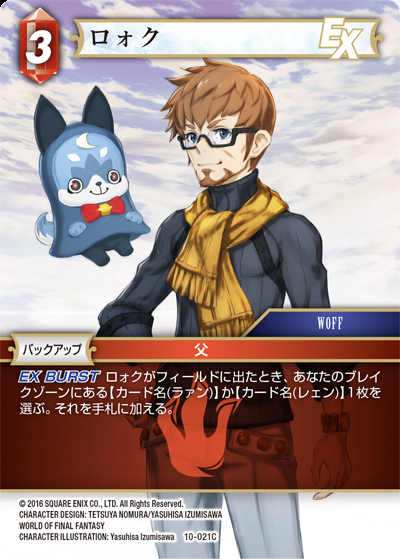 3
ロォク
EX
WOFF
バックアップ
父
EX BURST ロォクがフィールドに出たとき、あなたのブレイ
クゾーンにある【カード名(ラァン)】か【カード名(レェン)】1枚を
選ぶ。それを手札に加える。
© 2016 SQUARE ENIX CO., LTD. All Rights Reserved.
CHARACTER DESIGN: TETSUYA NOMURA/YASUHISA IZUMISAWA
WORLD OF FINAL FANTASY
CHARACTER ILLUSTRATION: Yasuhisa Izumisawa 10-021C